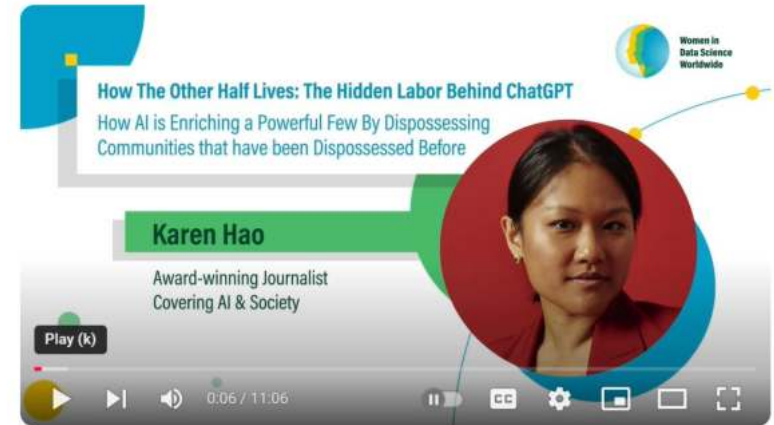 Women in
Data Science
Worldwide
How The Other Half Lives: The Hidden Labor Behind ChatGPT
How AI is Enriching a Powerful Few By Dispossessing
Communities that have been Dispossessed Before
Karen Hao
Award-winning Journalist
Covering AI & Society
Play (k)
0:06 / 11:06
CC